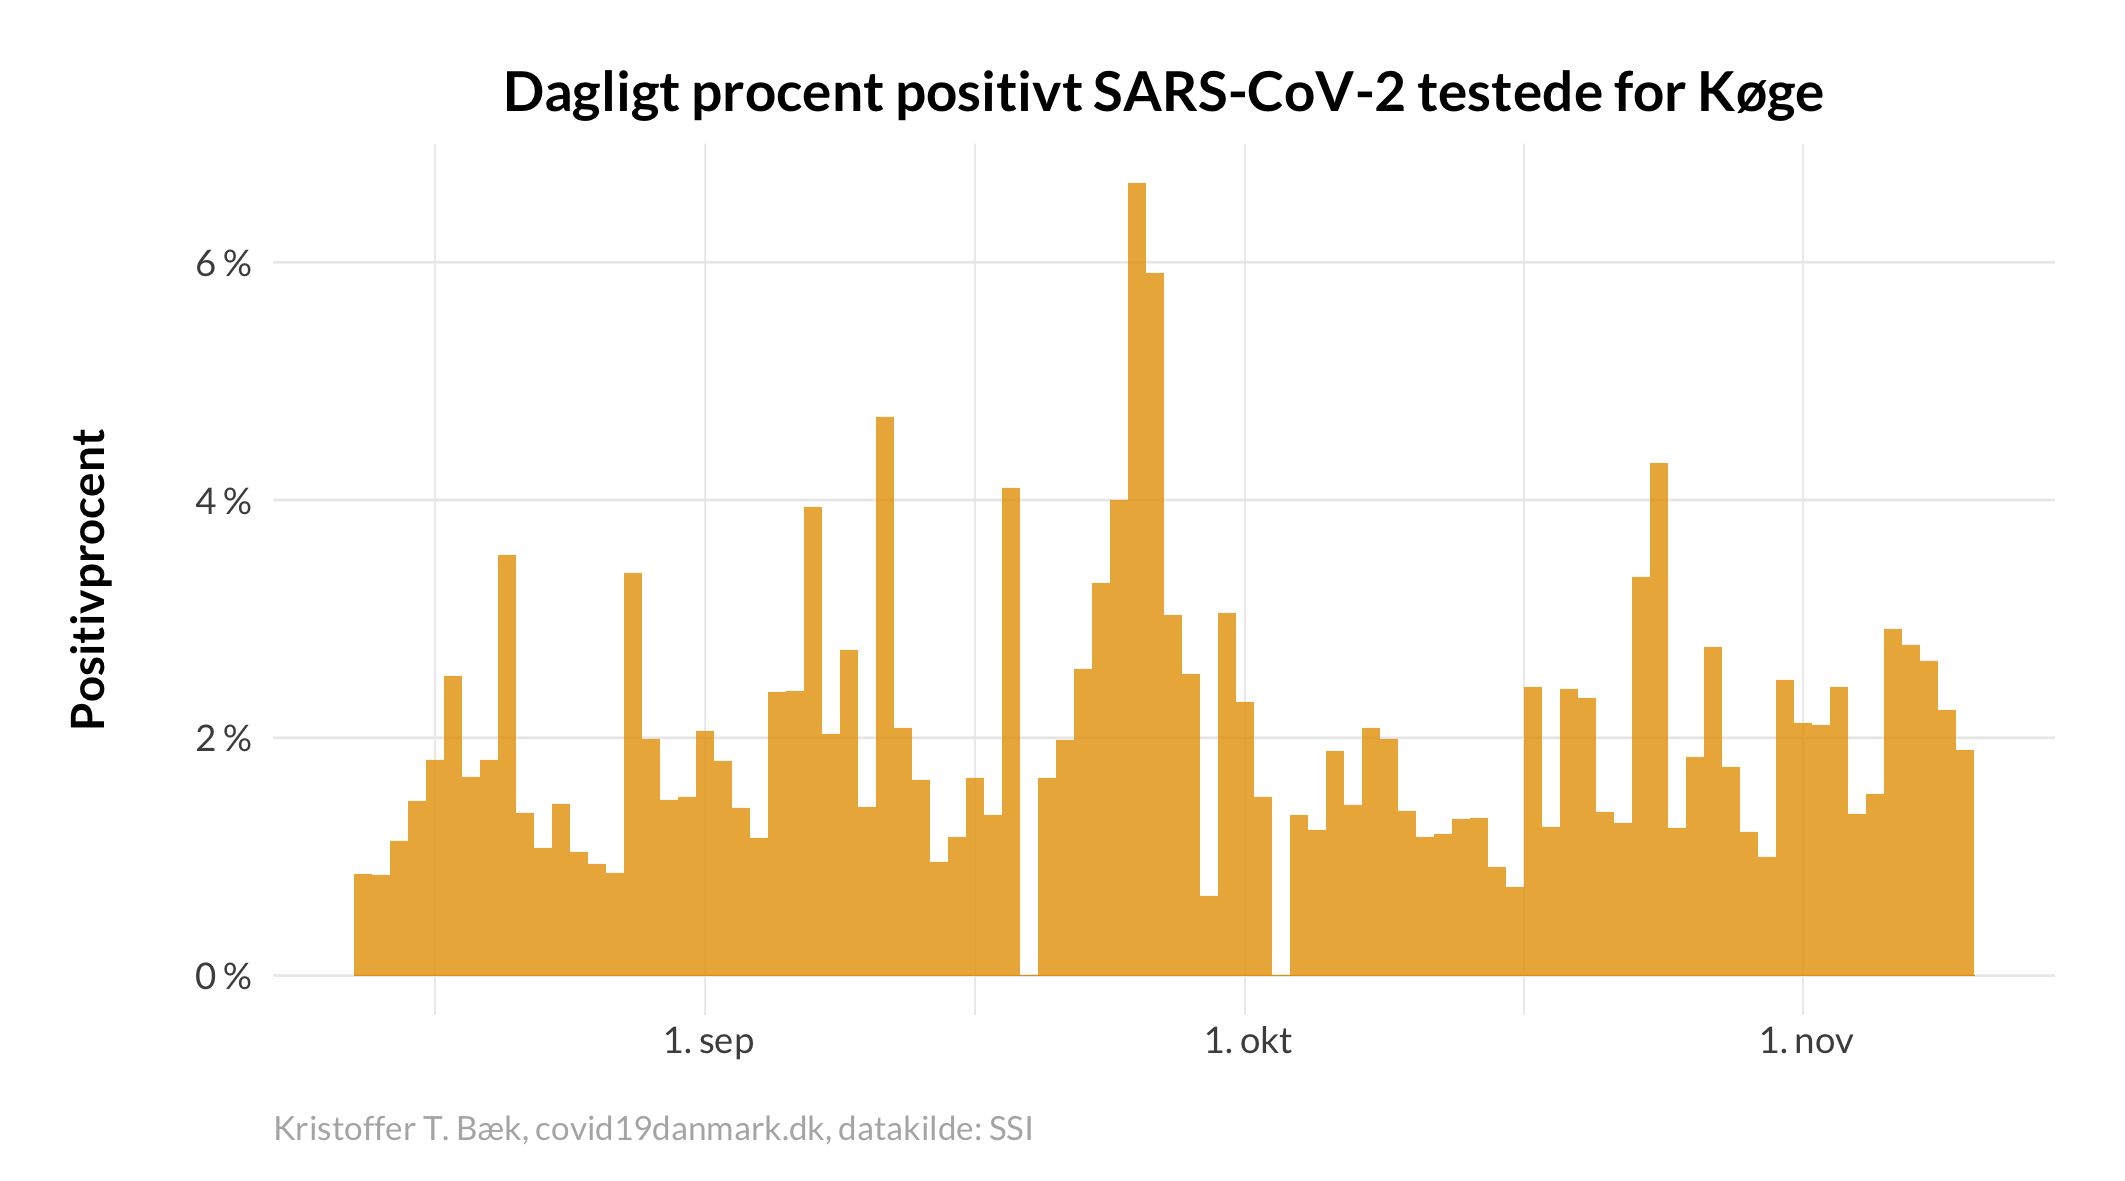 Dagligt procent positivt SARS-CoV-2 testede for Køge
Positivprocent
6 %
4 %
2 %
0 %
1. sep
1. okt
1. nov
Kristoffer T. Bæk, covid19danmark.dk, datakilde: SSI